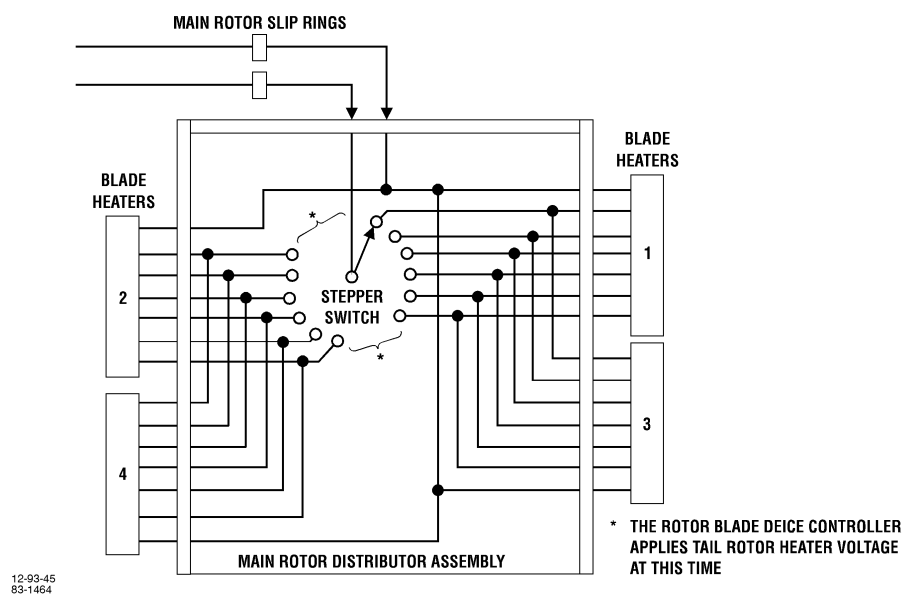 MAIN ROTOR SLIP RINGS
BLADE
HEATERS
BLADE
HEATERS
*
1
2
STEPPER
SWITCH
*
3
4
* THE ROTOR BLADE DEICE CONTROLLER
APPLIES TAIL ROTOR HEATER VOLTAGE
AT THIS TIME
MAIN ROTOR DISTRIBUTOR ASSEMBLY
12-93-45
83-1464